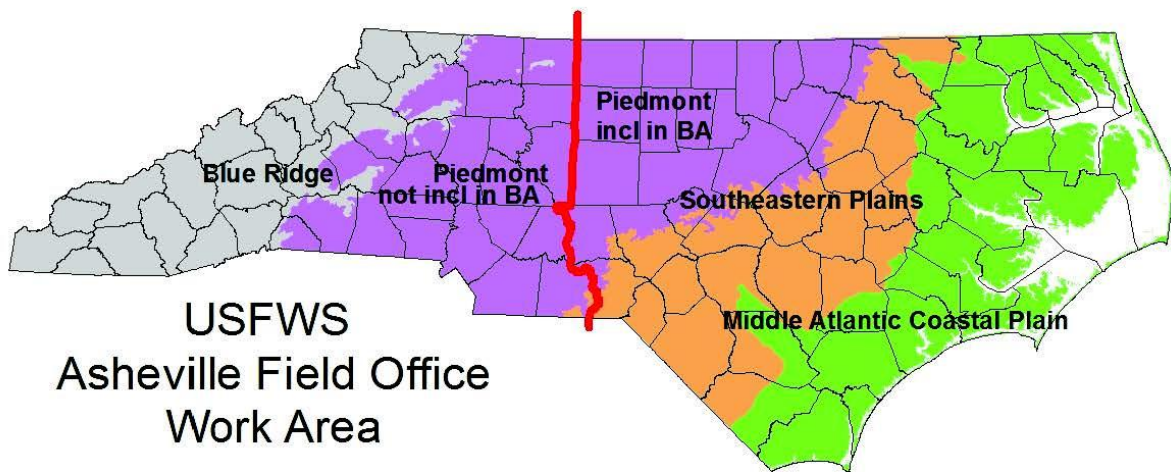 Piedmont
incl in BA
Blue Ridge
Piedmont
not incl in BA
Southeastern Plains
Middle Atlantic Coastal Plain
USFWS
Asheville Field Office
Work Area